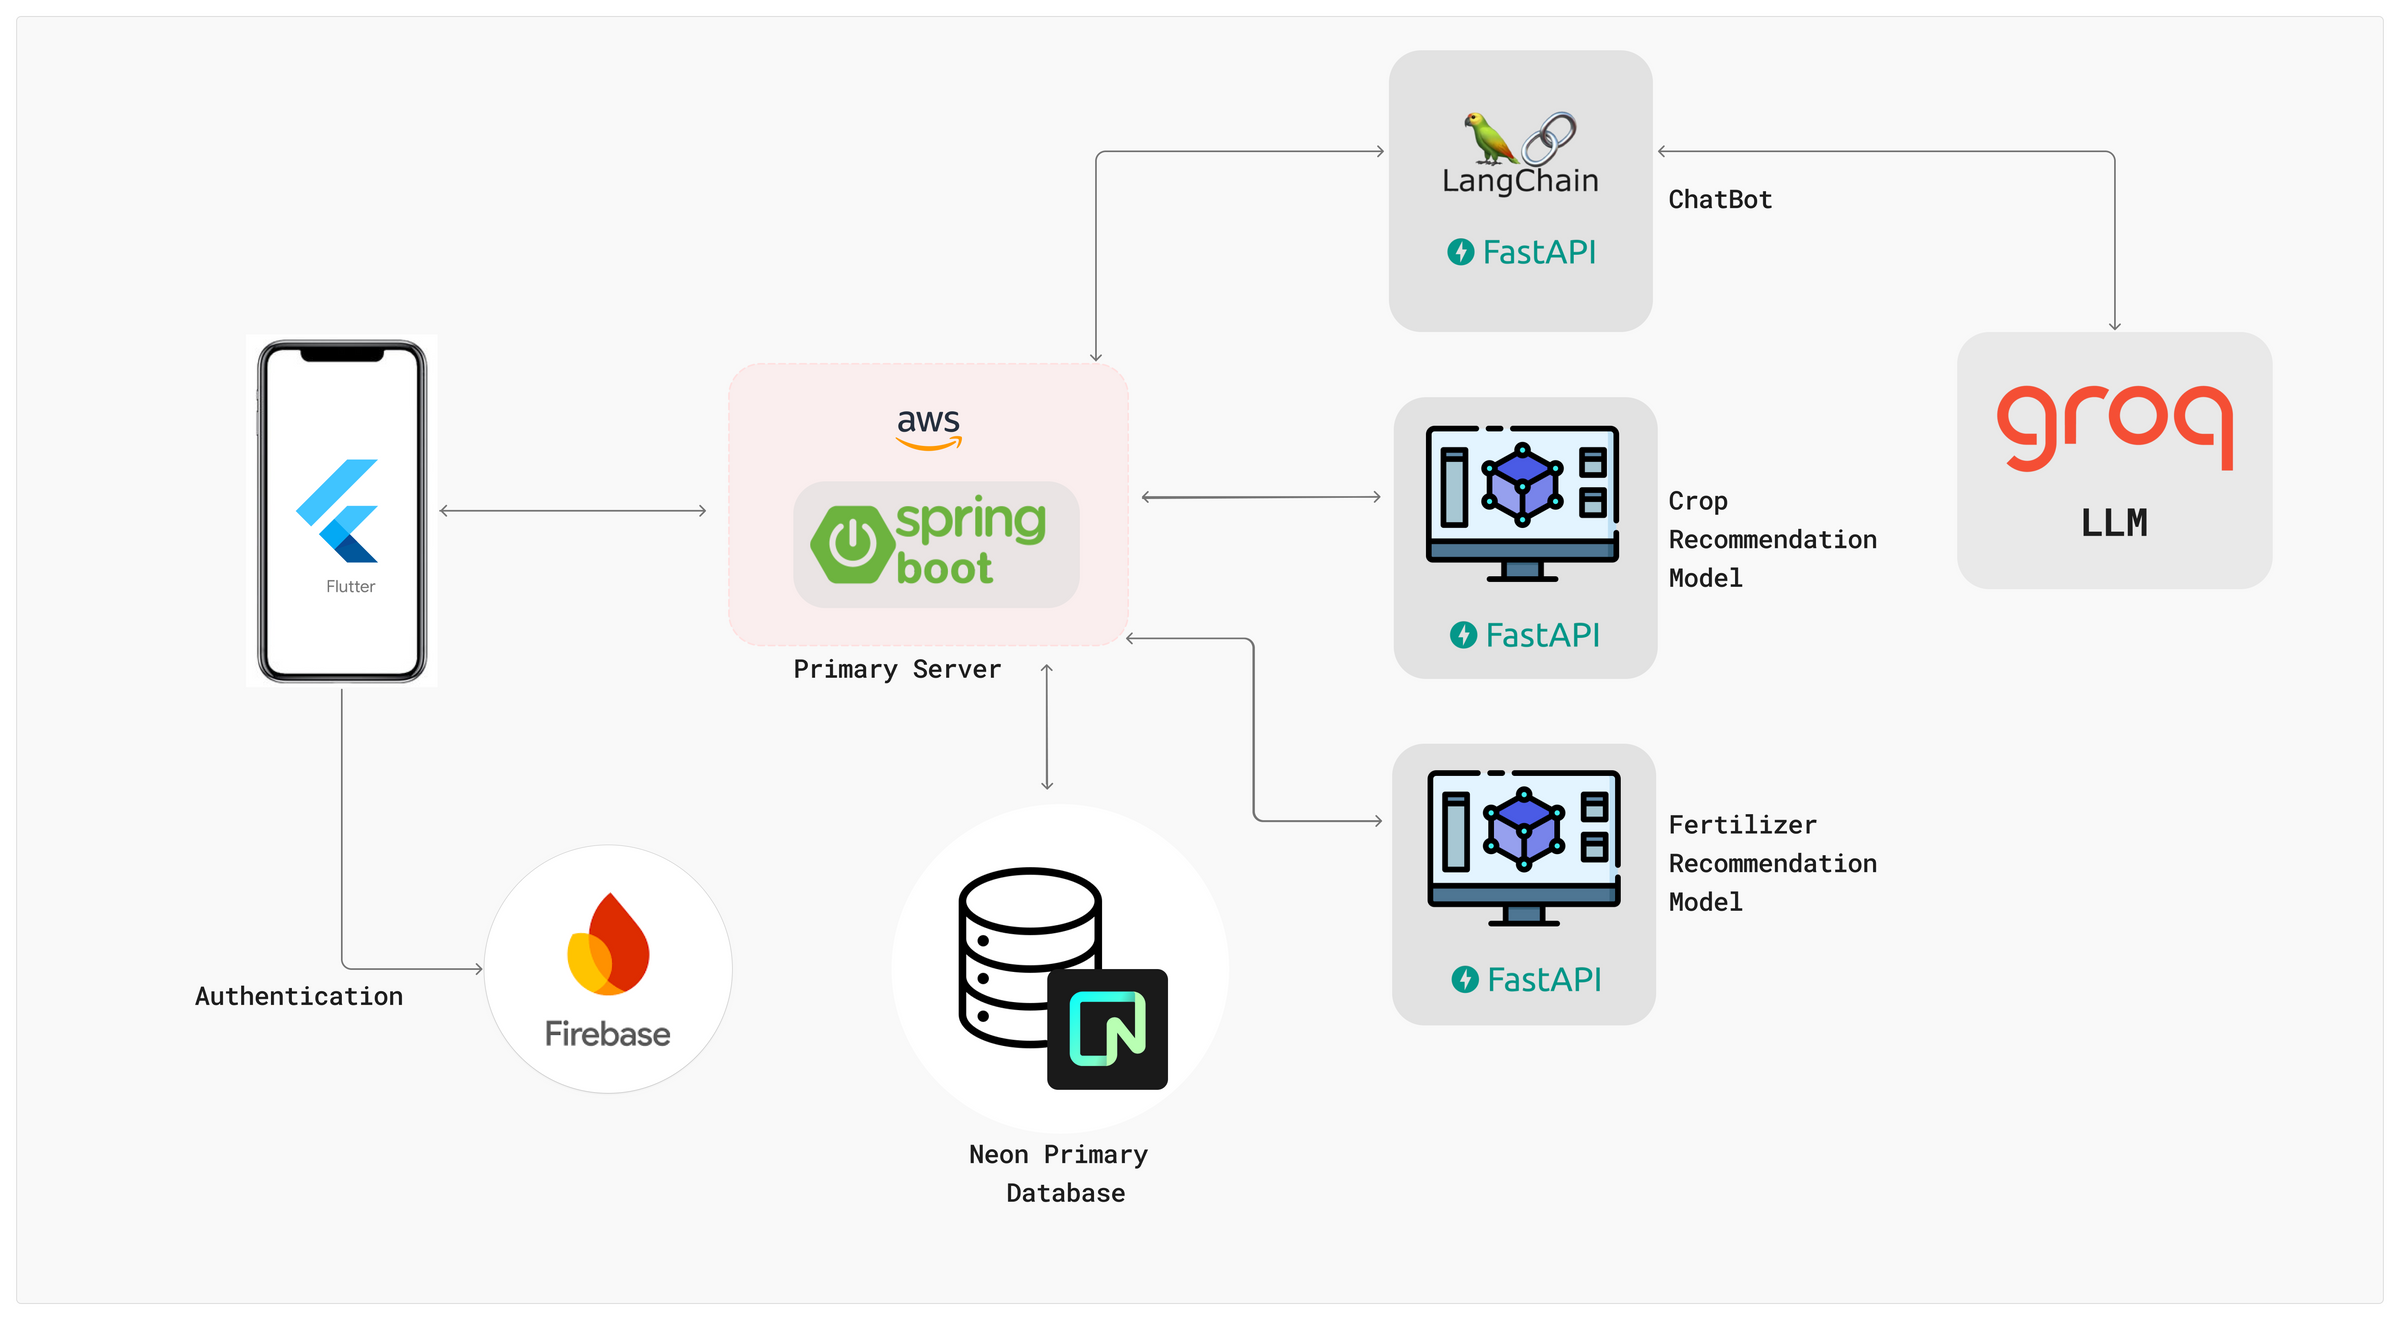 LangChain
FastAPI
ChatBot
groq
LLM
aws
spring
boot
Primary Server
Flutter
Crop
Recommendation
Model
FastAPI
Authentication
Firebase
Neon Primary
Database
Fertilizer
Recommendation
Model
FastAPI